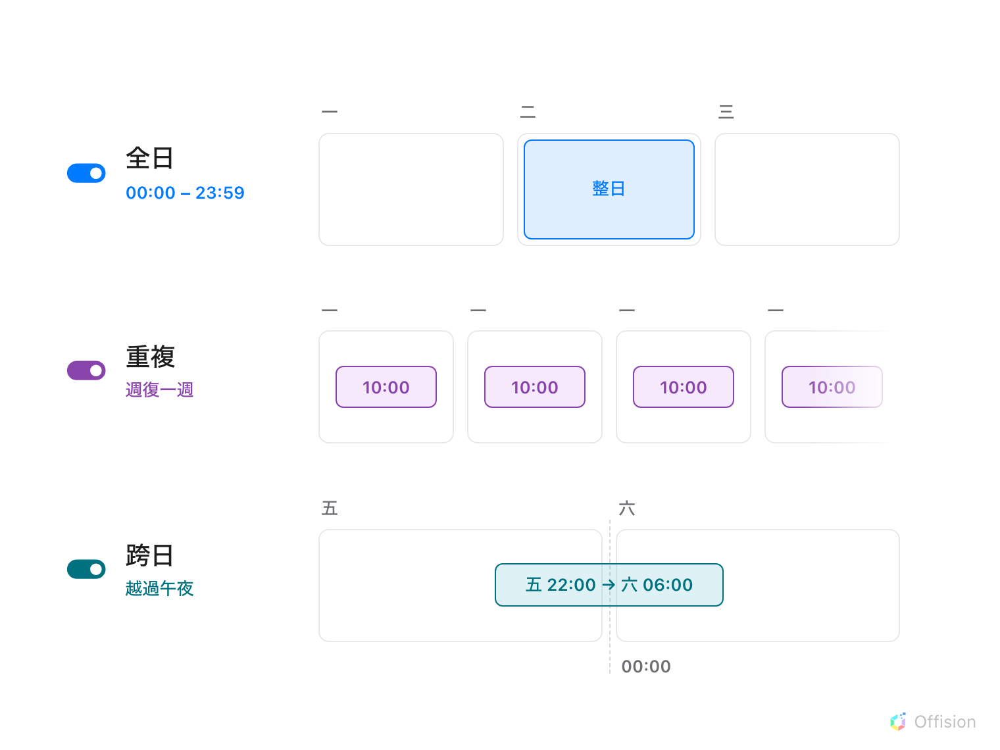 一 二 三
全日
00:00 – 23:59
整日
一 一 一 一
重複
週復一週
10:00 10:00 10:00 10:00
五 六
跨日
越過午夜
五 22:00 → 六 06:00
00:00
Offision